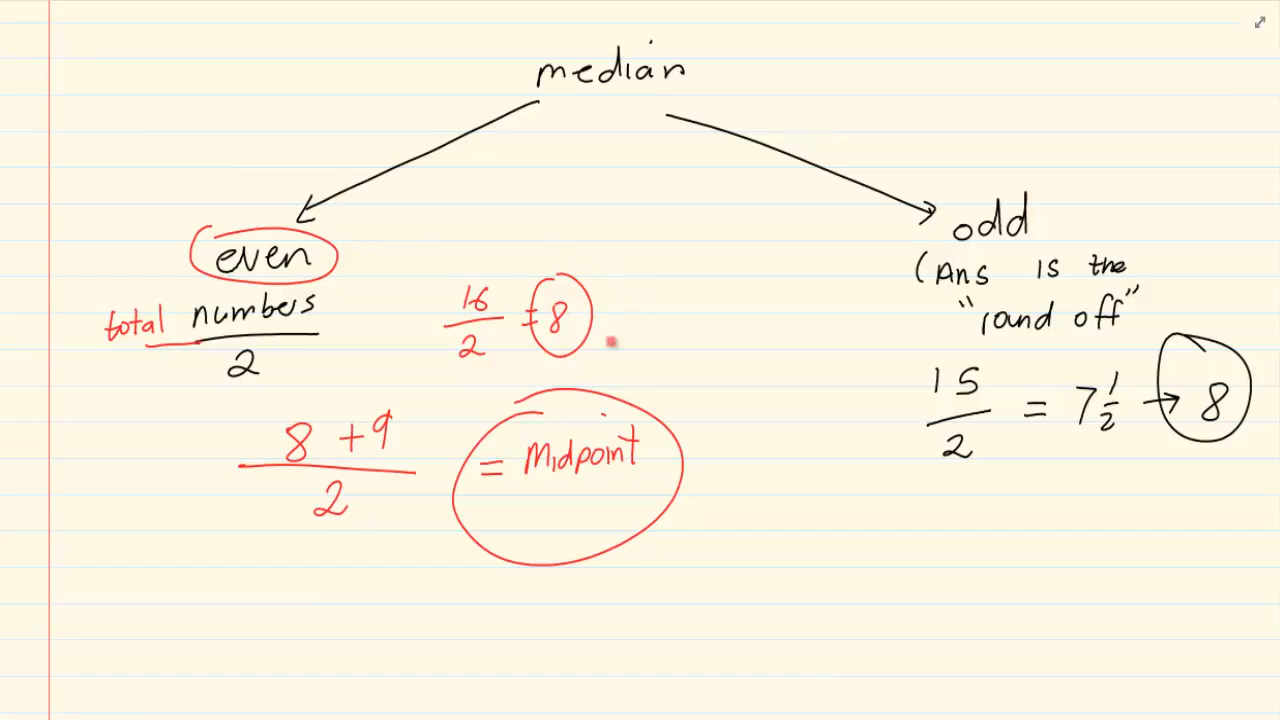 median
even
total numbers
2
16
2
= 8
8 + 9
2
= Midpoint
odd
(Ans is the
"round off"
15
2
= 7 1/2 → 8